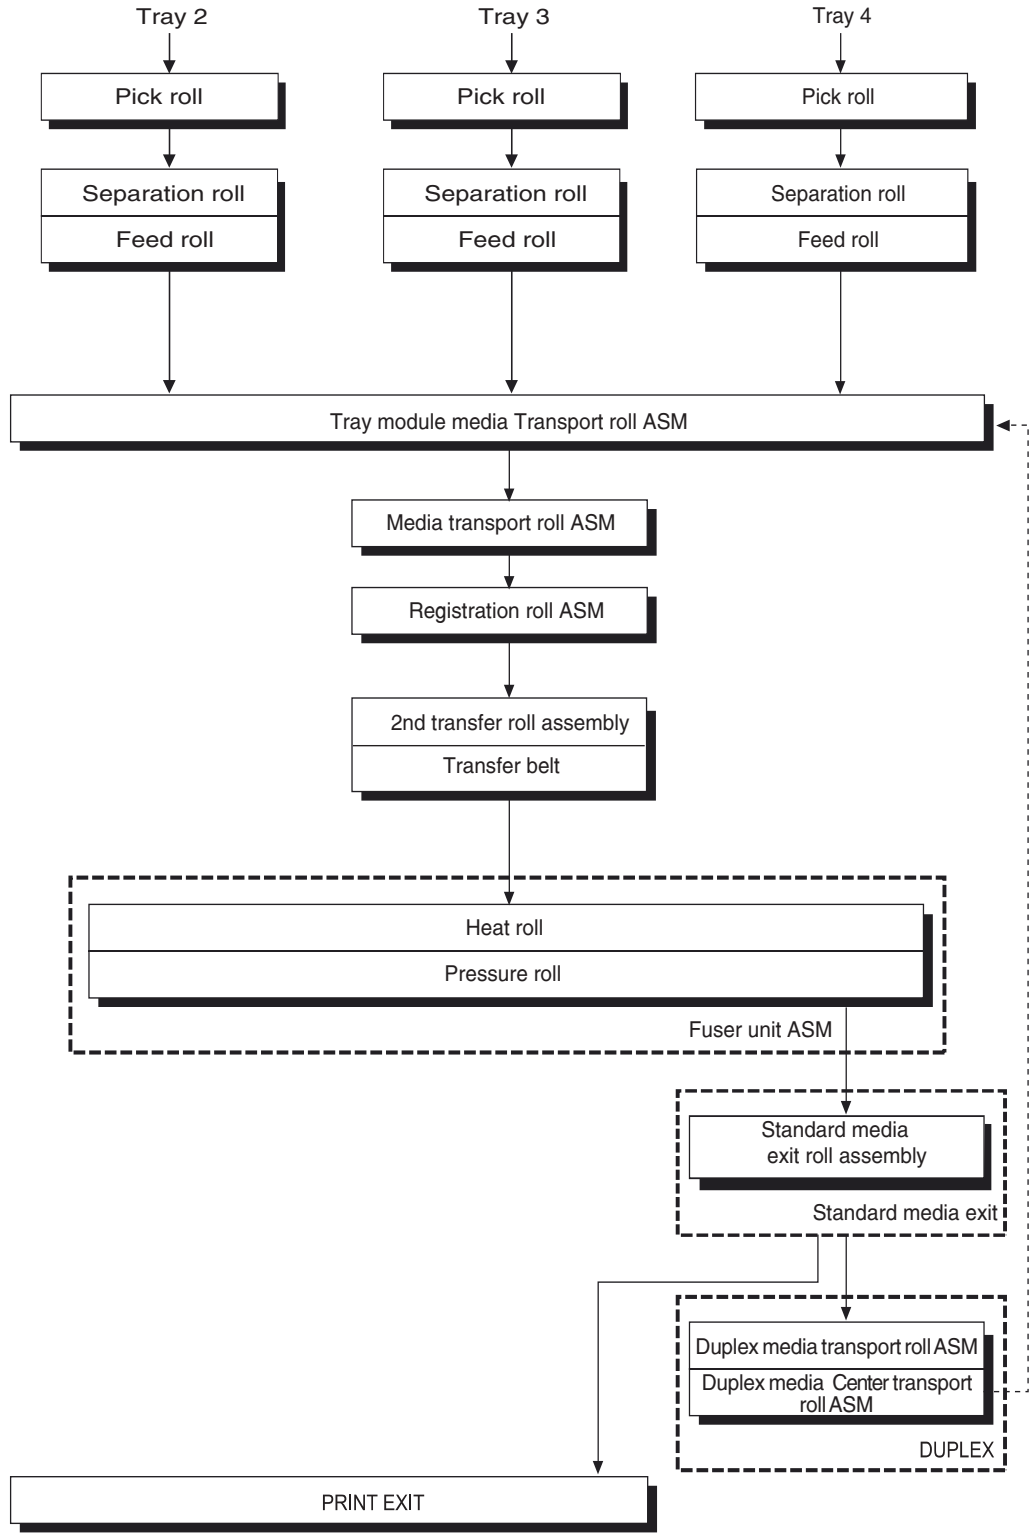 Tray 2
Tray 3
Tray 4
Pick roll
Pick roll
Pick roll
Separation roll
Separation roll
Separation roll
Feed roll
Feed roll
Feed roll
Tray module media Transport roll ASM
Media transport roll ASM
Registration roll ASM
2nd transfer roll assembly
Transfer belt
Heat roll
Pressure roll
Fuser unit ASM
Standard media
exit roll assembly
Standard media exit
Duplex media transport roll ASM
Duplex media Center transport
roll ASM
DUPLEX
PRINT EXIT